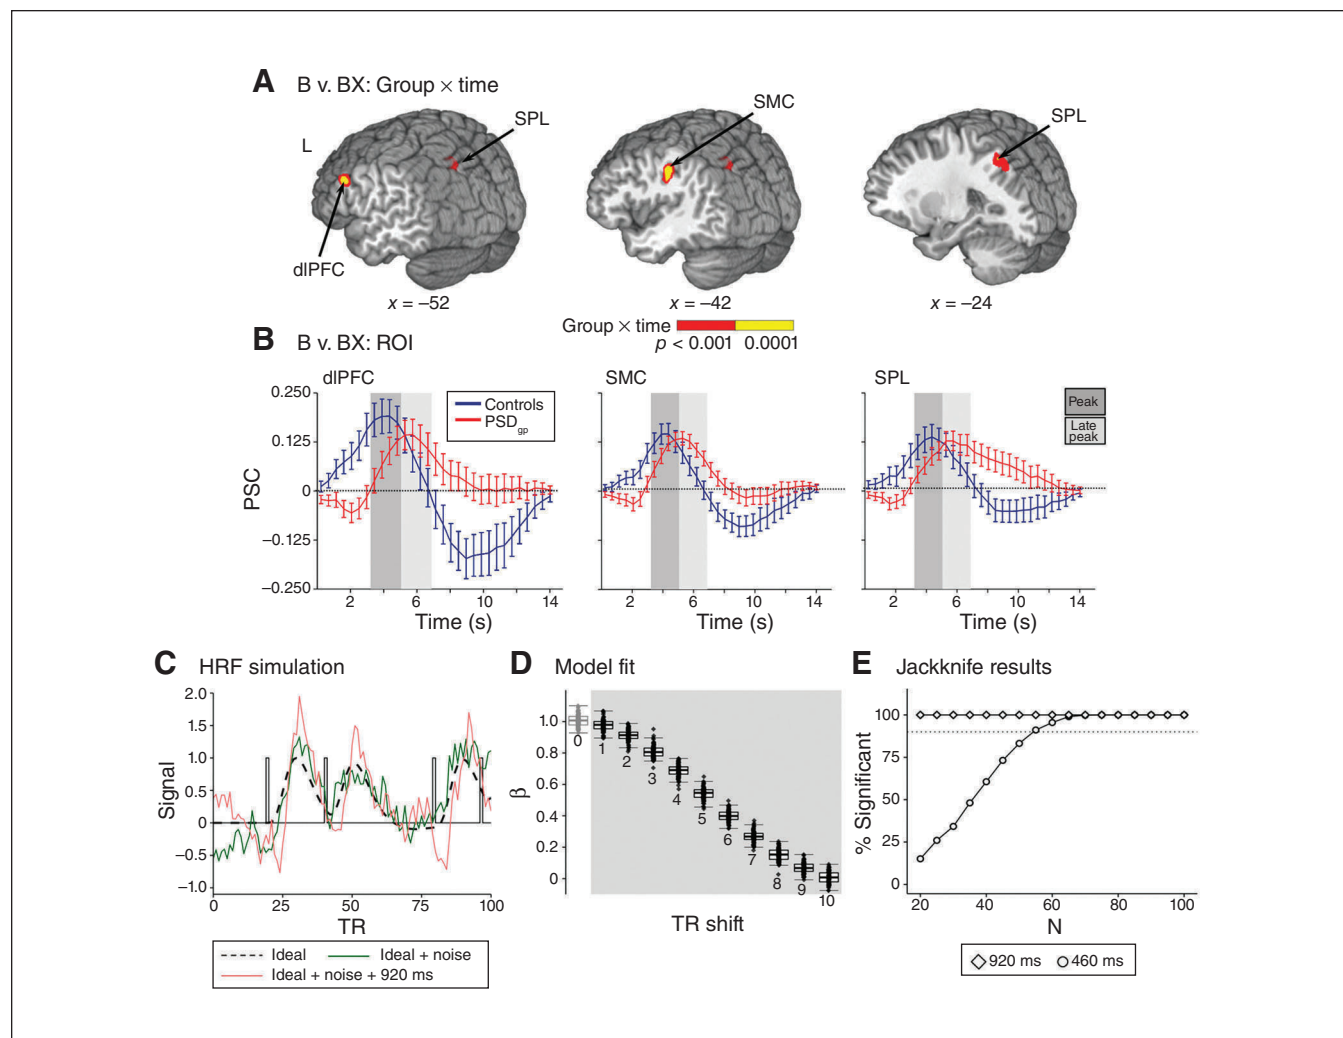 A B v. BX: Group × time
L
SPL
dlPFC
x = –52
SMC
x = –42
SPL
x = –24
Group × time
p < 0.001 0.0001
B B v. BX: ROI
dlPFC
SMC
SPL
PSC
0.250
0.125
0
–0.125
–0.250
Controls
PSDgp
Peak
Late
peak
2 6 10 14
Time (s)
2 6 10 14
Time (s)
2 6 10 14
Time (s)
C HRF simulation
Signal
2.0
1.5
1.0
0.5
0
–0.5
–1.0
0 25 50 75 100
TR
Ideal Ideal + noise
Ideal + noise + 920 ms
D Model fit
β
1.0
0.8
0.6
0.4
0.2
0
0
1
2
3
4
5
6
7
8
9
10
TR shift
E Jackknife results
% Significant
100
75
50
25
0
20 40 60 80 100
N
920 ms 460 ms